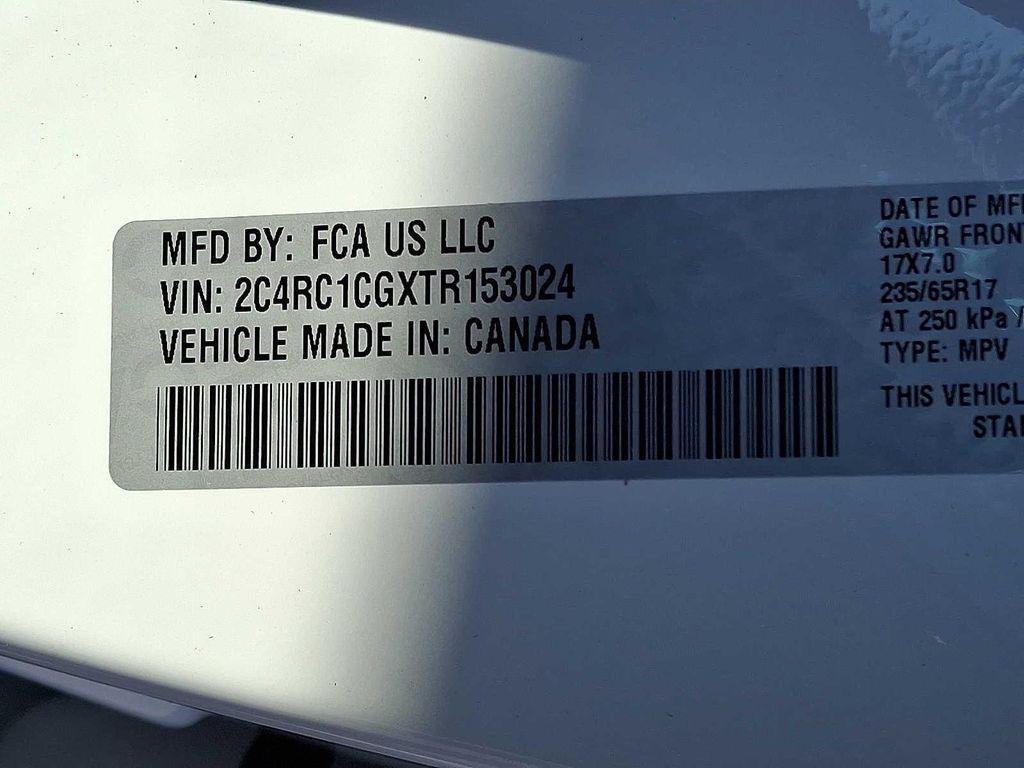 MFD BY: FCA US LLC
VIN: 2C4RC1CGXTR153024
VEHICLE MADE IN: CANADA
DATE OF MF
GAWR FRON
17X7.0
235/65R17
AT 250 kPa /
TYPE: MPV
THIS VEHICL
STA